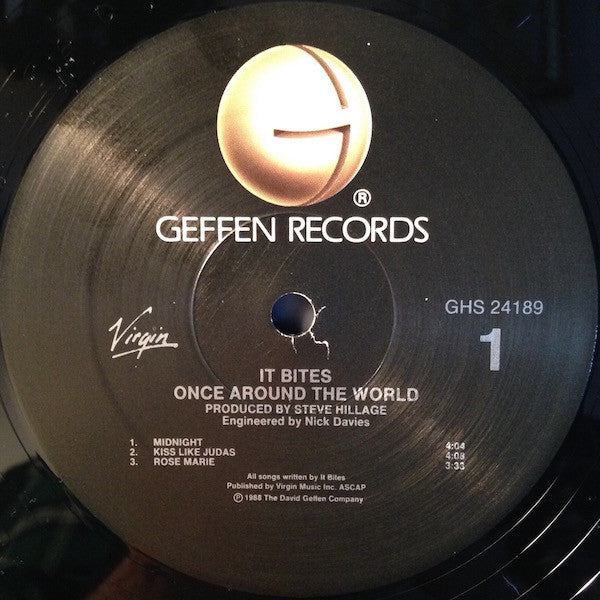 ®
GEFFEN RECORDS
Virgin
GHS 24189
1
IT BITES
ONCE AROUND THE WORLD
PRODUCED BY STEVE HILLAGE
Engineered by Nick Davies
1. MIDNIGHT 4:04
2. KISS LIKE JUDAS 4:08
3. ROSE MARIE 3:33
All songs written by It Bites
Published by Virgin Music Inc. ASCAP
℗ 1988 The David Geffen Company